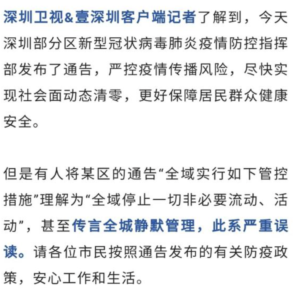 深圳卫视&壹深圳客户端记者了解到，今天
深圳部分区新型冠状病毒肺炎疫情防控指挥
部发布了通告，严控疫情传播风险，尽快实
现社会面动态清零，更好保障居民群众健康
安全。
但是有人将某区的通告“全域实行如下管控
措施”理解为“全域停止一切非必要流动、活
动”，甚至传言全城静默管理，此系严重误
读。请各位市民按照通告发布的有关防疫政
策，安心工作和生活。